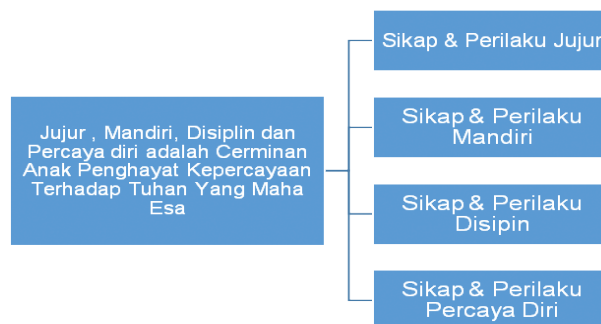 Jujur , Mandiri, Disiplin dan
Percaya diri adalah Cerminan
Anak Penghayat Kepercayaan
Terhadap Tuhan Yang Maha
Esa
Sikap & Perilaku Jujur
Sikap & Perilaku
Mandiri
Sikap & Perilaku
Disipin
Sikap & Perilaku
Percaya Diri